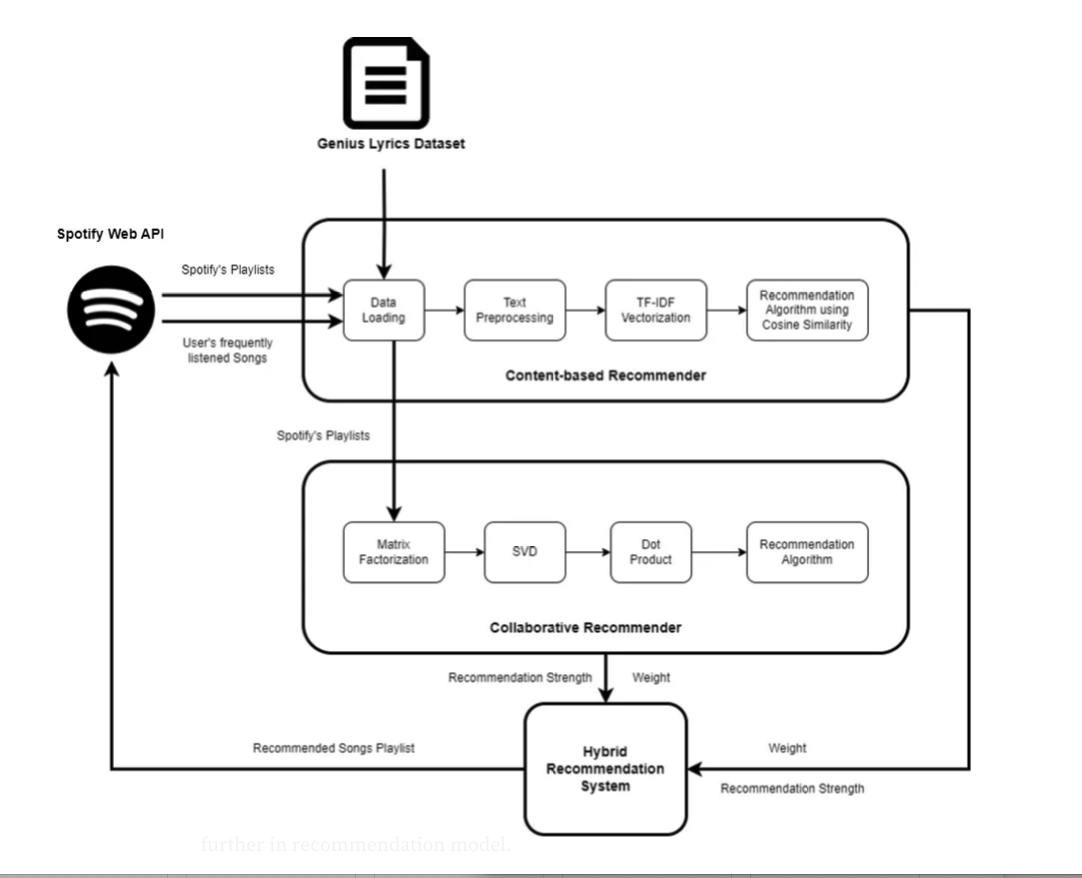 Genius Lyrics Dataset
Spotify Web API
Spotify's Playlists
User's frequently
listened Songs
Data
Loading
Text
Preprocessing
TF-IDF
Vectorization
Recommendation
Algorithm using
Cosine Similarity
Content-based Recommender
Spotify's Playlists
Matrix
Factorization
SVD
Dot
Product
Recommendation
Algorithm
Collaborative Recommender
Recommendation Strength
Weight
Hybrid
Recommendation
System
Recommended Songs Playlist
Weight
Recommendation Strength
further in recommendation model.